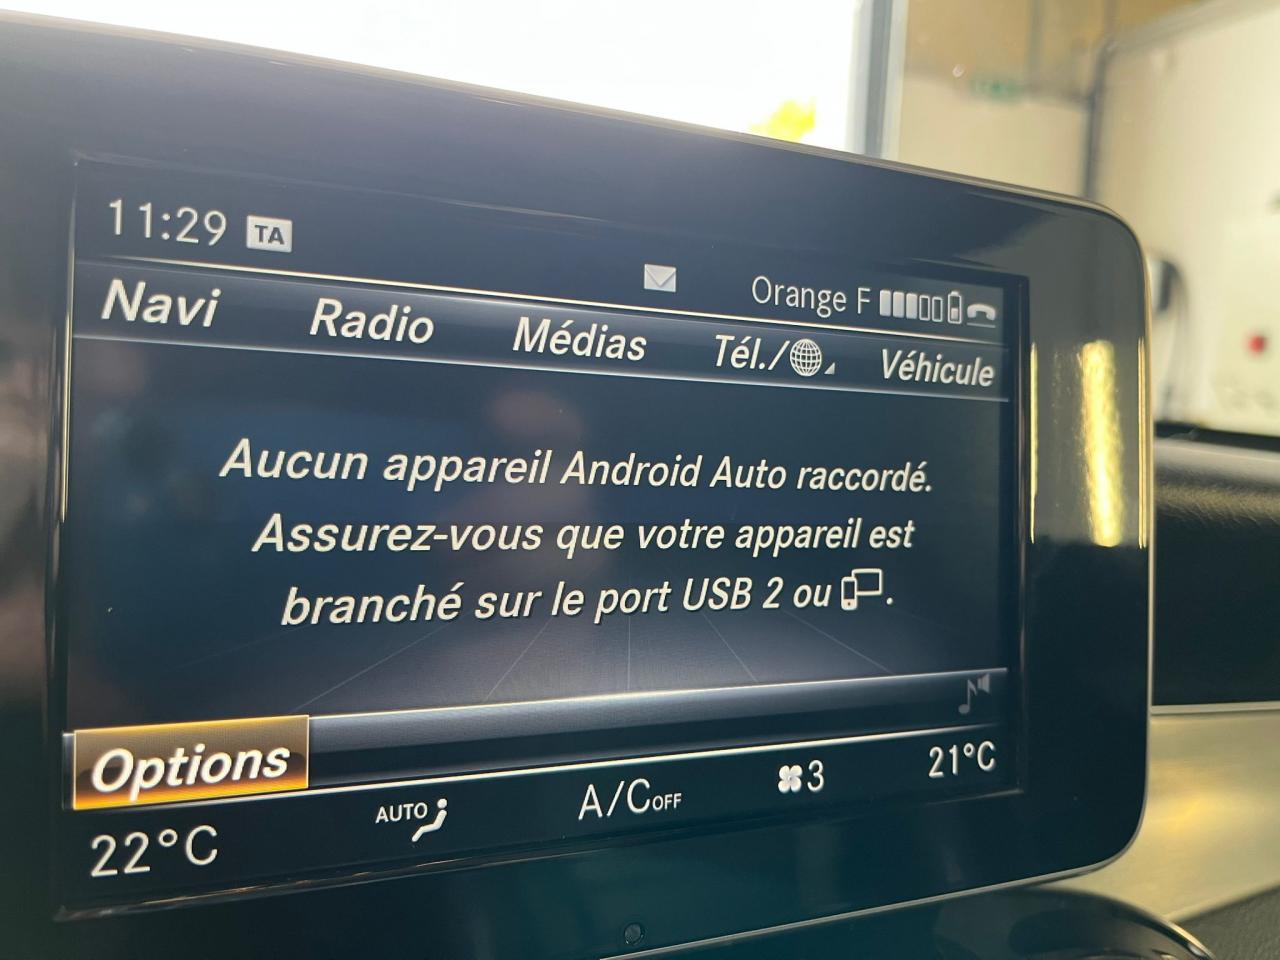 11:29 TA
Orange F
Navi Radio Médias Tél./ Véhicule
Aucun appareil Android Auto raccordé.
Assurez-vous que votre appareil est
branché sur le port USB 2 ou .
Options
22°C AUTO A/C OFF 3 21°C